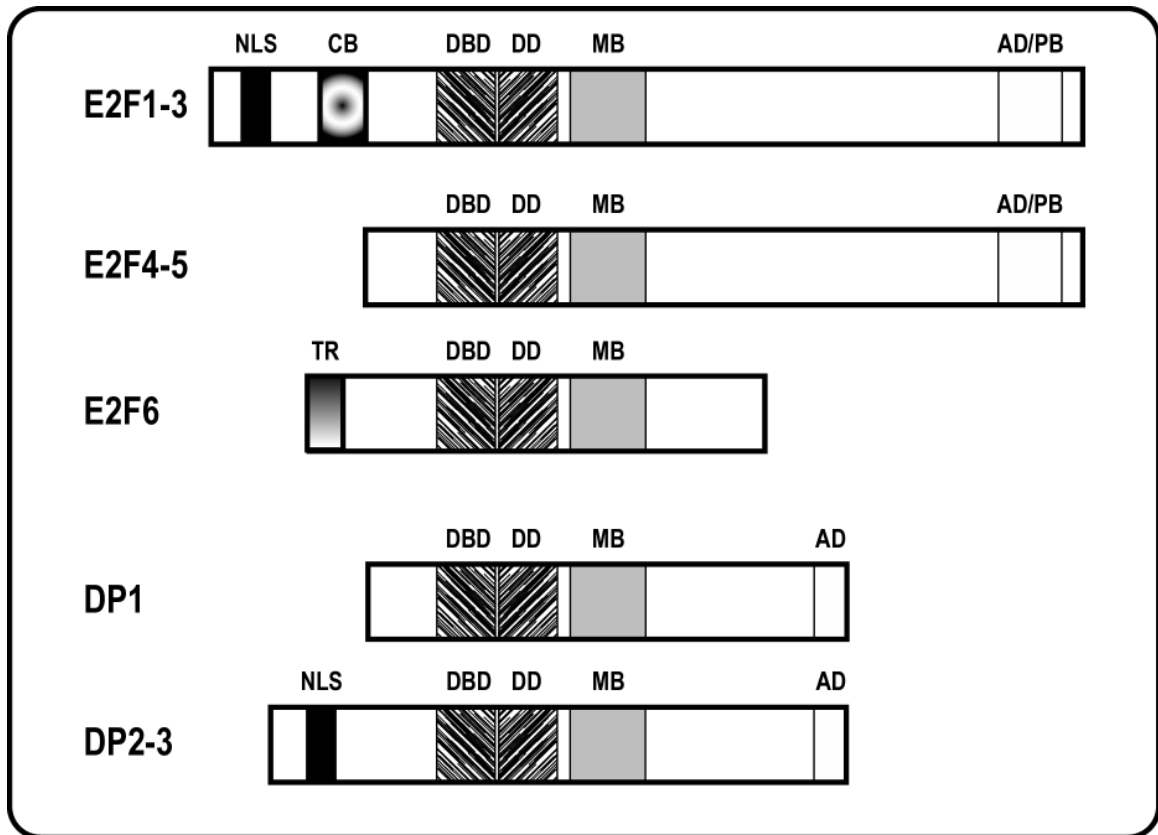 NLS CB DBD DD MB AD/PB
E2F1-3
DBD DD MB AD/PB
E2F4-5
TR DBD DD MB
E2F6
DBD DD MB AD
DP1
NLS DBD DD MB AD
DP2-3